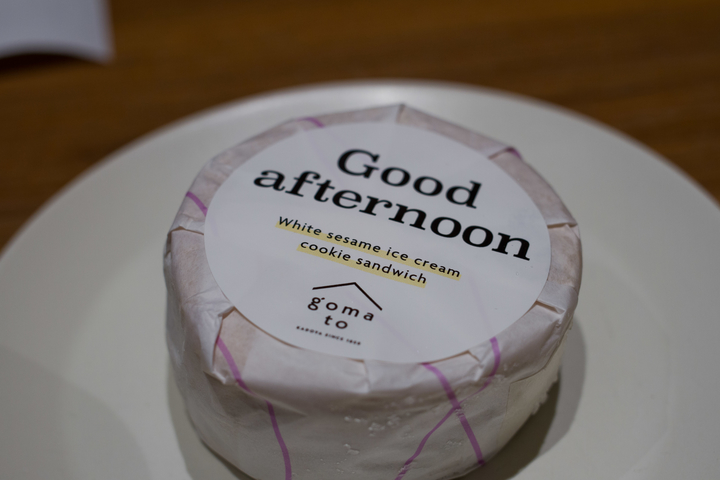 Good
afternoon
White sesame ice cream
cookie sandwich
goma
to